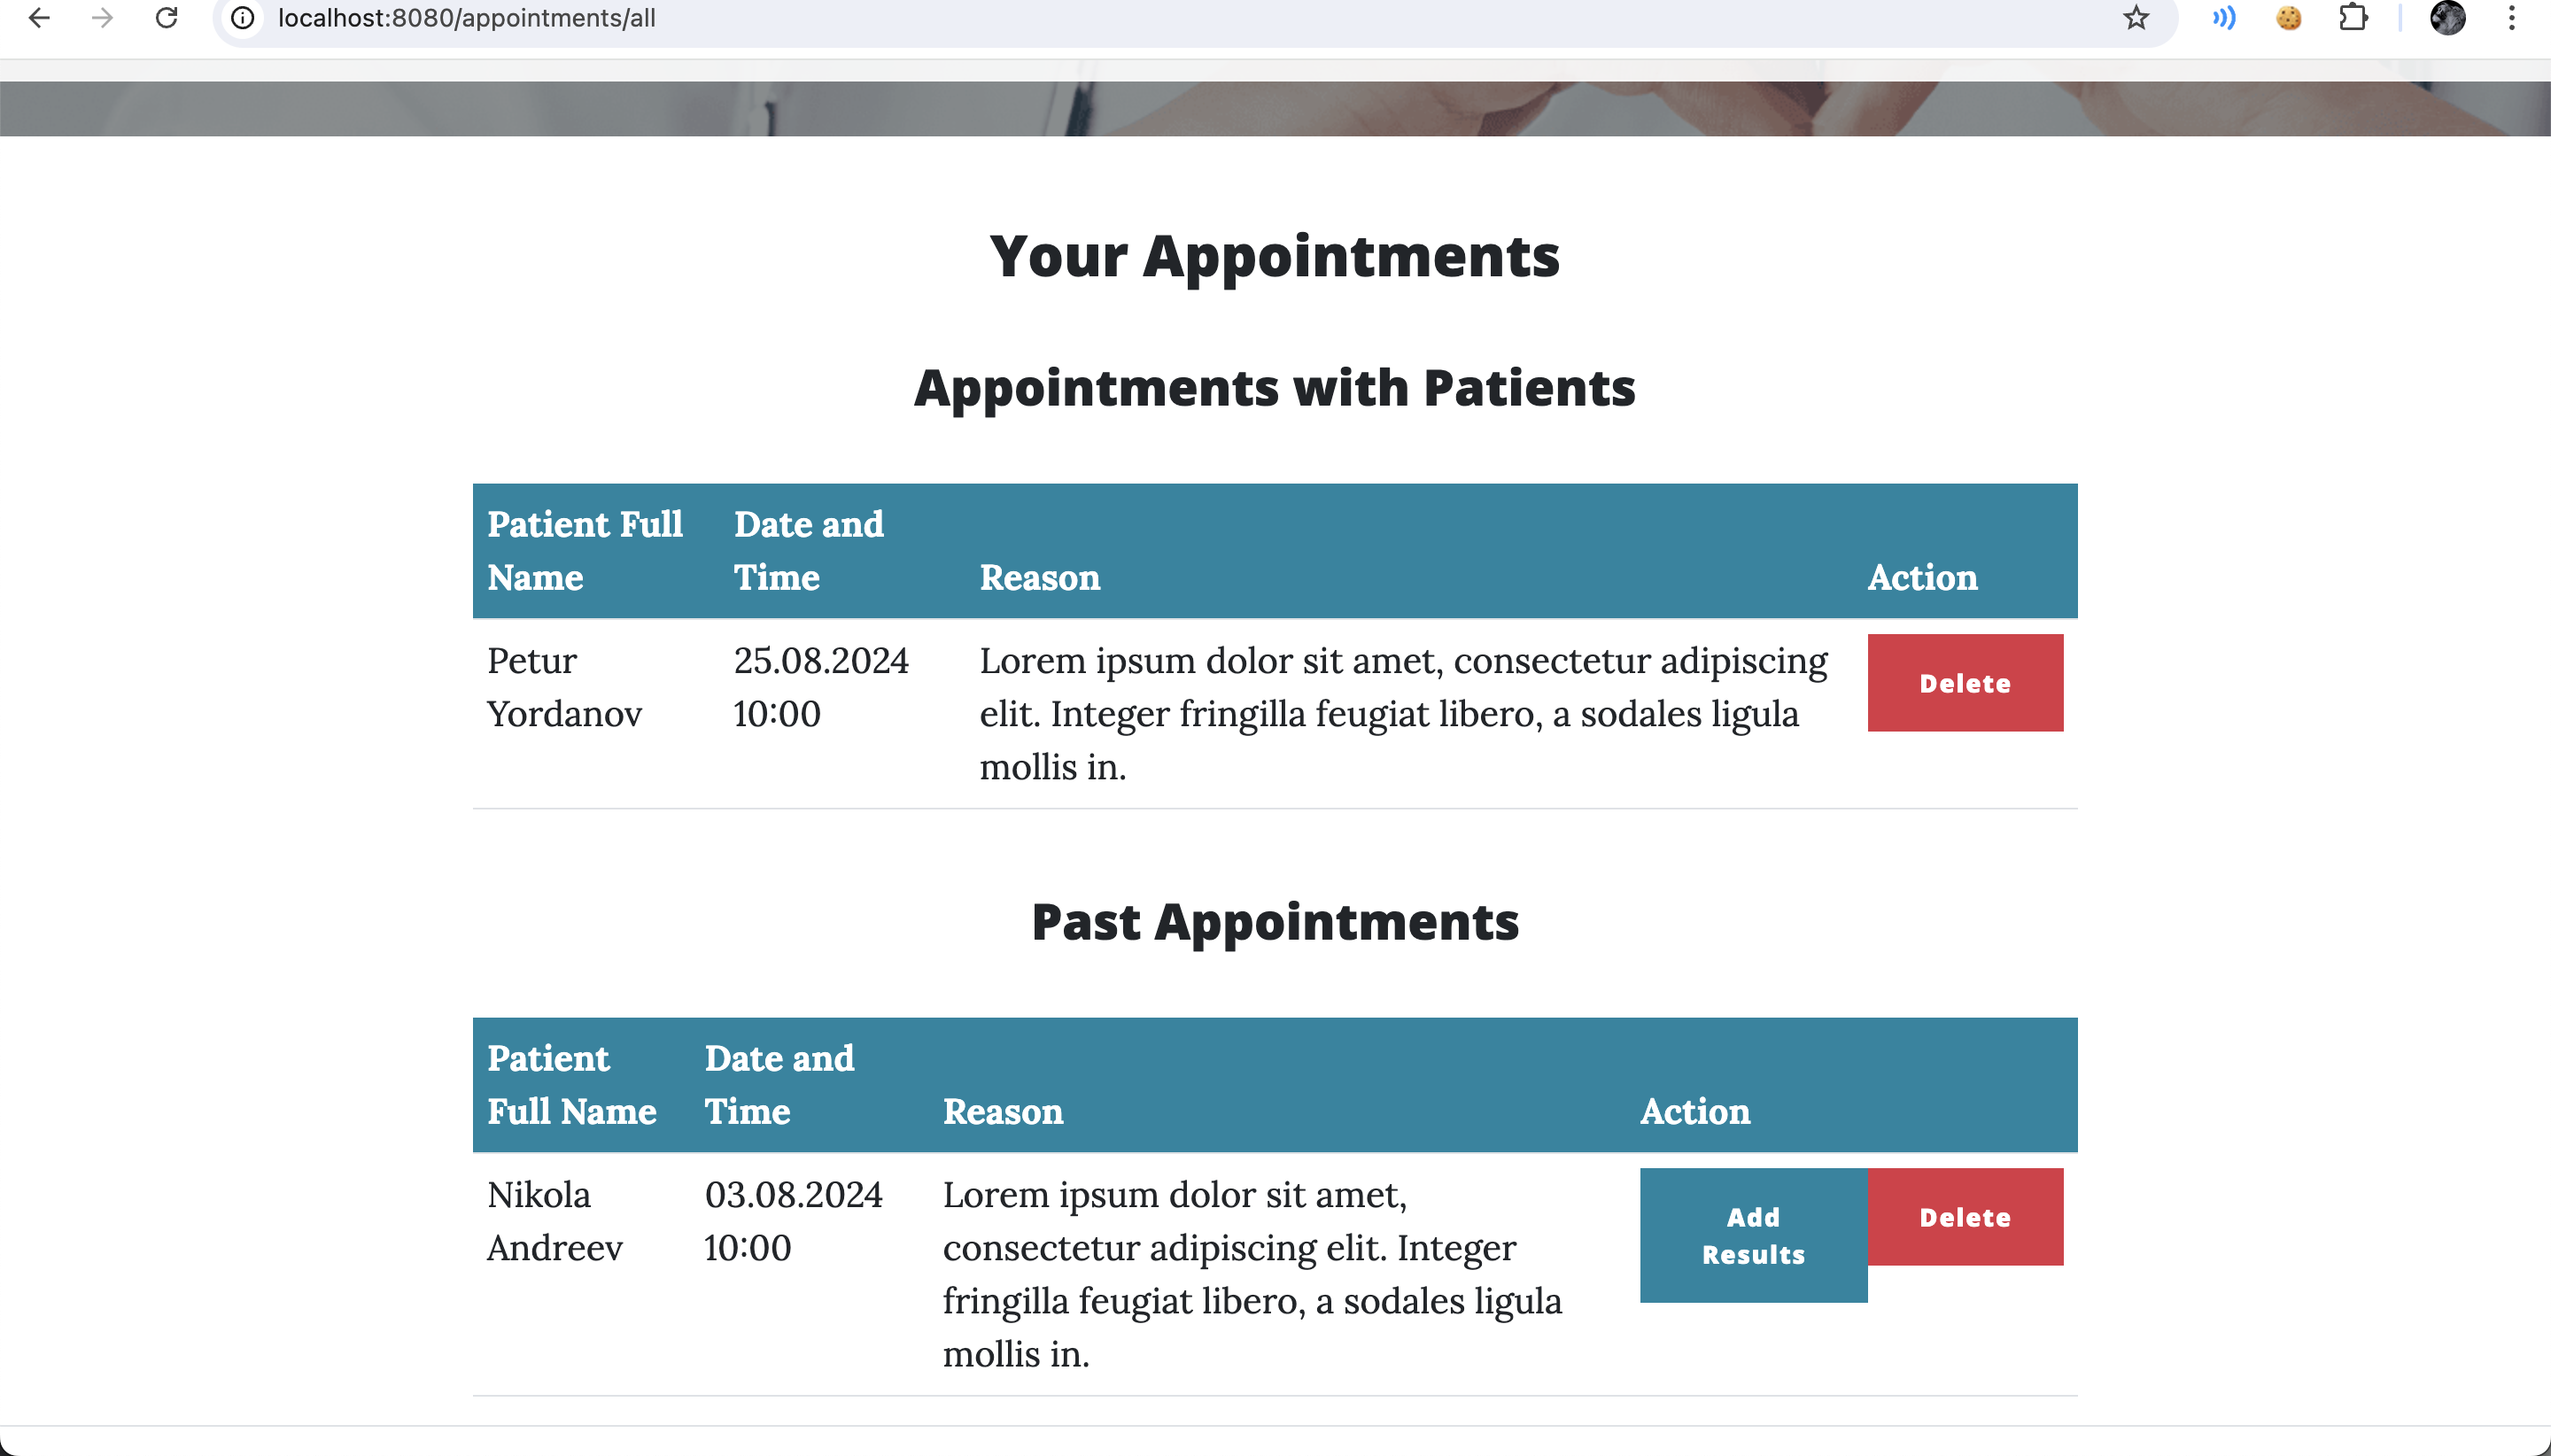 localhost:8080/appointments/all
Your Appointments
Appointments with Patients
Patient Full Name
Date and Time
Reason
Action
Petur Yordanov
25.08.2024 10:00
Lorem ipsum dolor sit amet, consectetur adipiscing
elit. Integer fringilla feugiat libero, a sodales ligula
mollis in.
Delete
Past Appointments
Patient Full Name
Date and Time
Reason
Action
Nikola Andreev
03.08.2024 10:00
Lorem ipsum dolor sit amet,
consectetur adipiscing elit. Integer
fringilla feugiat libero, a sodales ligula
mollis in.
Add Results
Delete